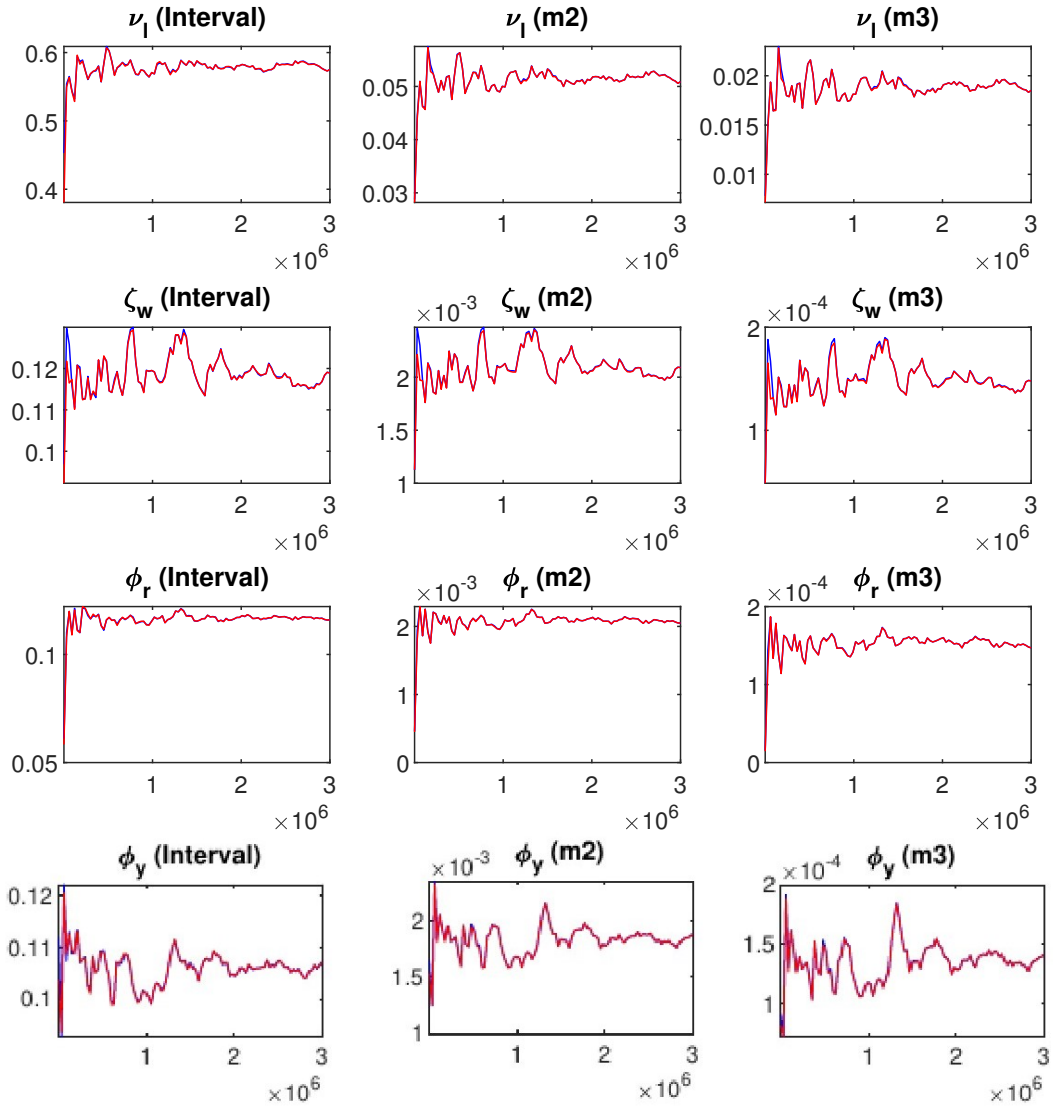 ν_l (Interval) ν_l (m2) ν_l (m3)
0.6 0.05 0.02
0.5 0.04 0.015
0.4 0.03 0.01
1 2 3 1 2 3 1 2 3
×10^6 ×10^6 ×10^6
ζ_w (Interval) ×10^-3 ζ_w (m2) ×10^-4 ζ_w (m3)
0.12 2 2
0.11 1.5 1
0.1 1
1 2 3 1 2 3 1 2 3
×10^6 ×10^6 ×10^6
ϕ_r (Interval) ×10^-3 ϕ_r (m2) ×10^-4 ϕ_r (m3)
0.1 2 2
0.05 1 1
0 0
1 2 3 1 2 3 1 2 3
×10^6 ×10^6 ×10^6
ϕ_y (Interval) ×10^-3 ϕ_y (m2) ×10^-4 ϕ_y (m3)
0.12 2 2
0.11 1.5 1.5
0.1 1 1
1 2 3 1 2 3 1 2 3
×10^6 ×10^6 ×10^6